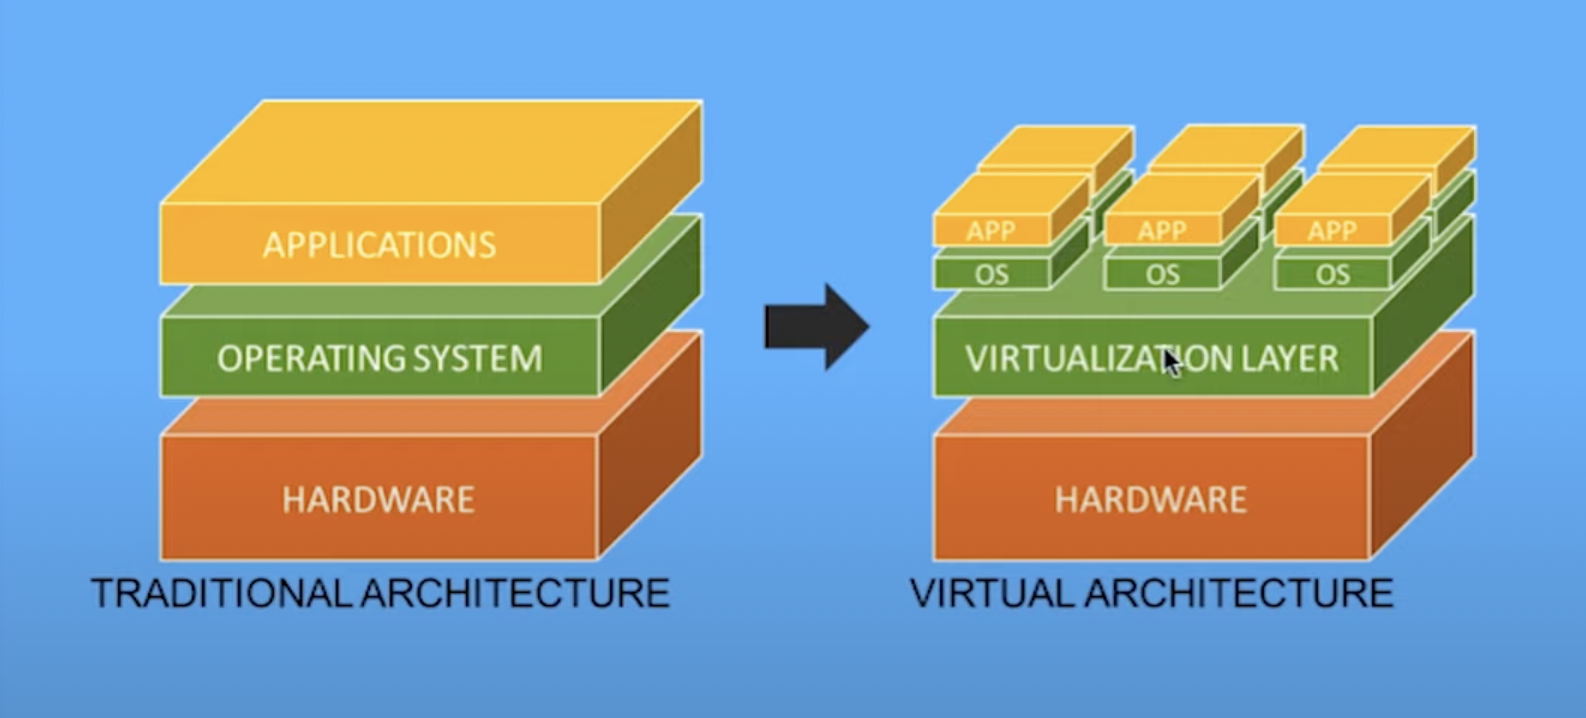 APPLICATIONS
OPERATING SYSTEM
HARDWARE
TRADITIONAL ARCHITECTURE
APP
APP
APP
OS
OS
OS
VIRTUALIZATION LAYER
HARDWARE
VIRTUAL ARCHITECTURE